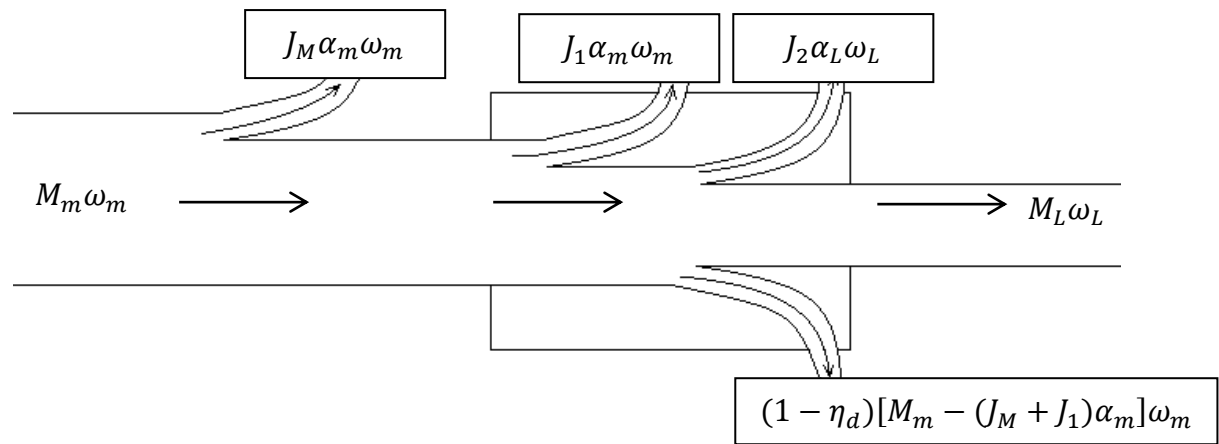 J_M α_m ω_m
J_1 α_m ω_m
J_2 α_L ω_L
M_m ω_m
M_L ω_L
(1 − η_d)[M_m − (J_M + J_1)α_m]ω_m